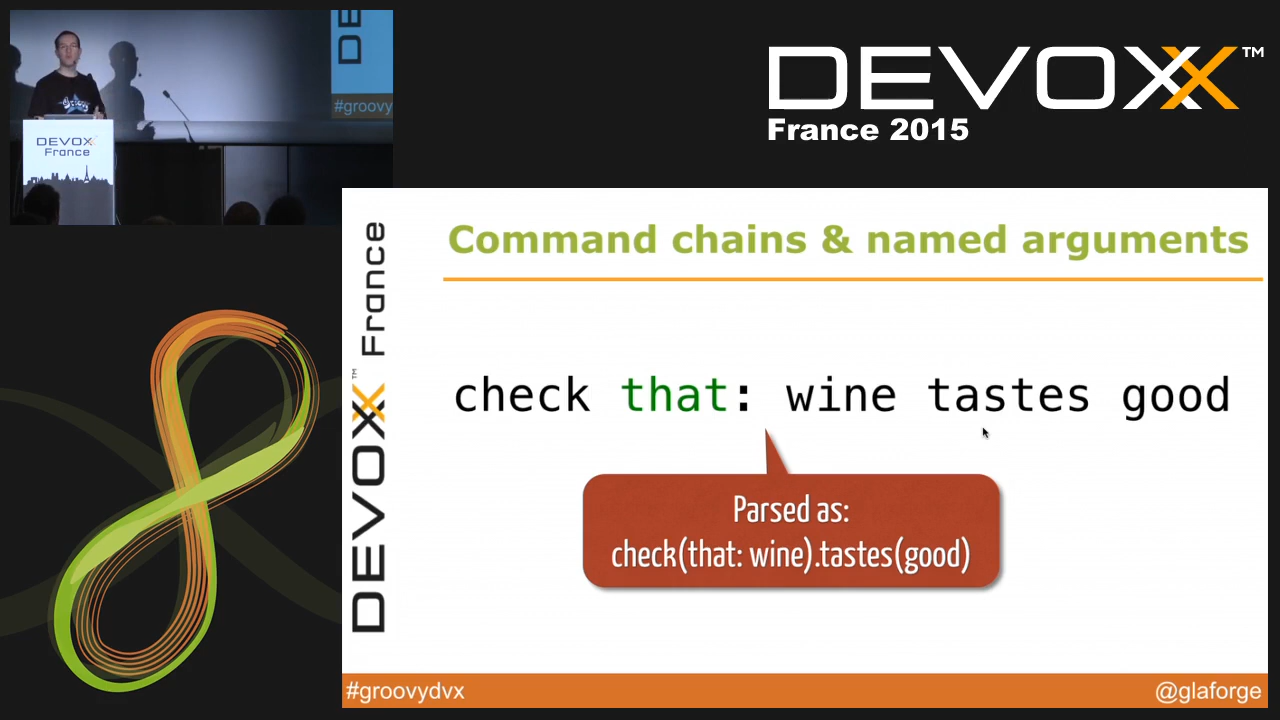 DE
#groovy
DEVOXX
France
DEVOXX™
France 2015
DEVOXX™ France
Command chains & named arguments
check that: wine tastes good
Parsed as:
check(that: wine).tastes(good)
#groovydvx
@glaforge